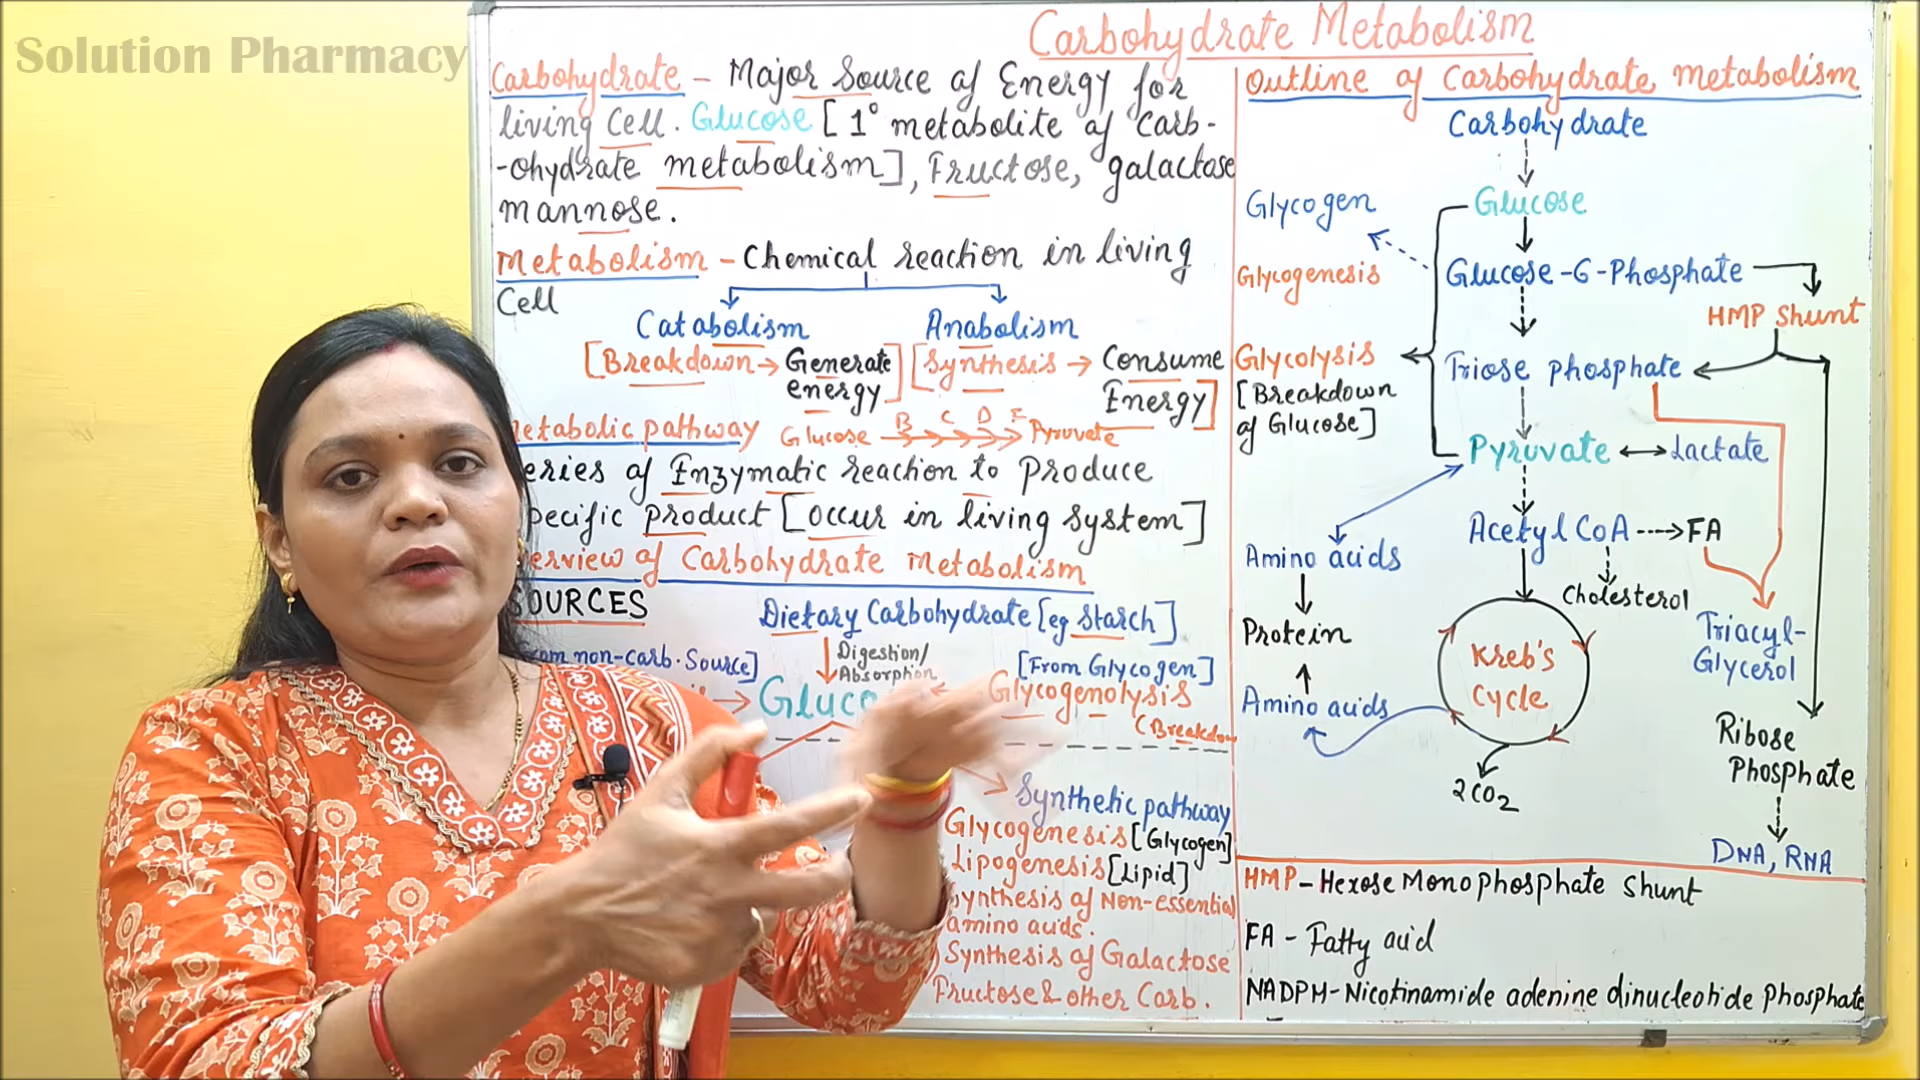 Solution Pharmacy
Carbohydrate Metabolism
Carbohydrate - Major Source of Energy for
living Cell. Glucose [1° metabolite of Carb-
-ohydrate metabolism], Fructose, galactose
mannose.
Metabolism - Chemical reaction in living
Cell
Catabolism Anabolism
[Breakdown → Generate energy] [Synthesis → Consume Energy]
etabolic pathway Glucose B C D E Pyruvate
eries of Enzymatic reaction to Produce
pecific product [occur in living system]
erview of Carbohydrate Metabolism
SOURCES
Dietary Carbohydrate [eg Starch]
Digestion/
Absorption
om non-carb. Source]
[From Glycogen]
Gluco
Glycogenolysis
(Breakdow
Synthetic pathway
Glycogenesis [Glycogen]
Lipogenesis [Lipid]
Synthesis of Non-essential
amino acids.
Synthesis of Galactose
Fructose & other Carb.
Outline of Carbohydrate metabolism
Carbohydrate
Glycogen
Glucose
Glycogenesis
Glucose-6-Phosphate
HMP Shunt
Glycolysis
[Breakdown
of Glucose]
Triose phosphate
Pyruvate ↔ Lactate
Amino acids
Acetyl CoA → FA
Cholesterol
Protein
Triacyl-
Glycerol
Amino acids
Kreb's
Cycle
2CO2
Ribose
Phosphate
DNA, RNA
HMP - Hexose Monophosphate Shunt
FA - Fatty acid
NADPM - Nicotinamide adenine dinucleotide Phosphate